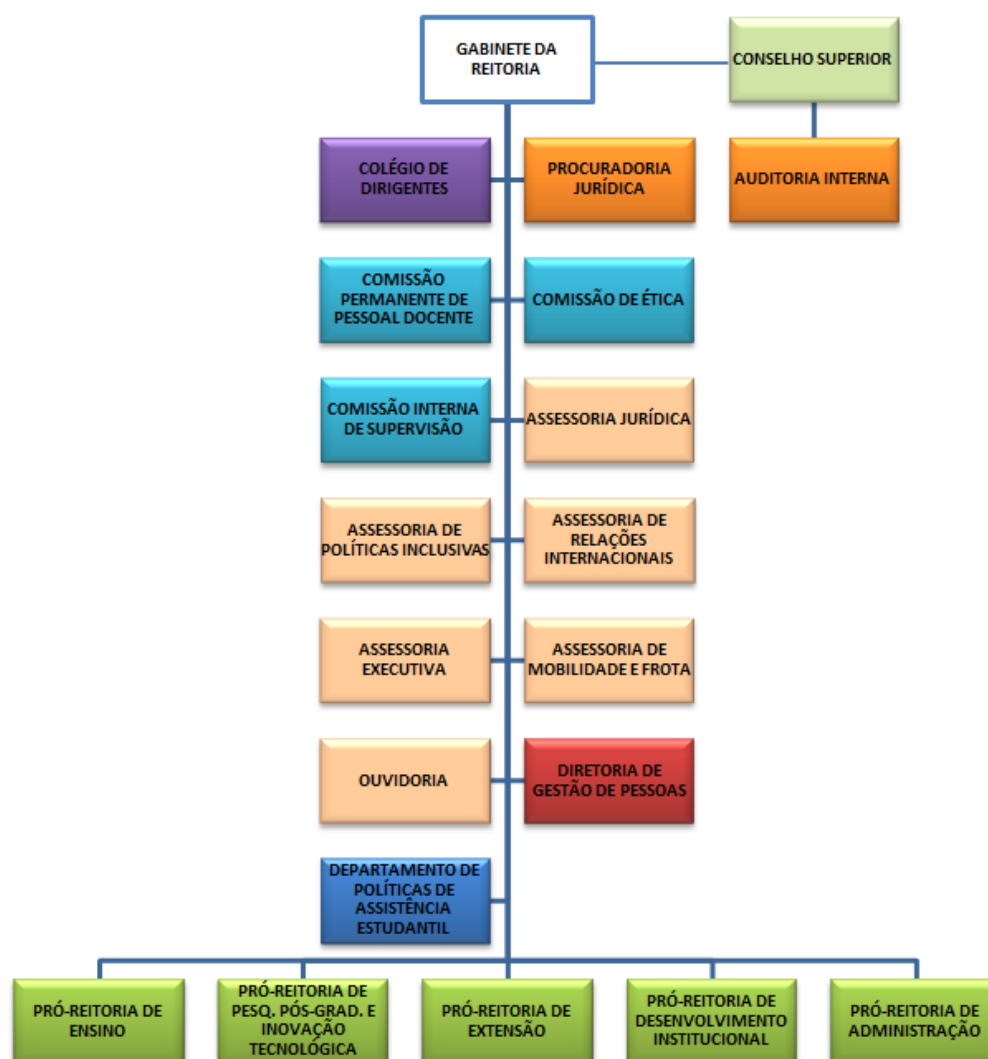 GABINETE DA
REITORIA
CONSELHO SUPERIOR
COLÉGIO DE
DIRIGENTES
PROCURADORIA
JURÍDICA
AUDITORIA INTERNA
COMISSÃO
PERMANENTE DE
PESSOAL DOCENTE
COMISSÃO DE ÉTICA
COMISSÃO INTERNA
DE SUPERVISÃO
ASSESSORIA JURÍDICA
ASSESSORIA DE
POLÍTICAS INCLUSIVAS
ASSESSORIA DE
RELAÇÕES
INTERNACIONAIS
ASSESSORIA
EXECUTIVA
ASSESSORIA DE
MOBILIDADE E FROTA
OUVIDORIA
DIRETORIA DE
GESTÃO DE PESSOAS
DEPARTAMENTO DE
POLÍTICAS DE
ASSISTÊNCIA
ESTUDANTIL
PRÓ-REITORIA DE
ENSINO
PRÓ-REITORIA DE
PESQ. PÓS-GRAD. E
INOVAÇÃO
TECNOLÓGICA
PRÓ-REITORIA DE
EXTENSÃO
PRÓ-REITORIA DE
DESENVOLVIMENTO
INSTITUCIONAL
PRÓ-REITORIA DE
ADMINISTRAÇÃO